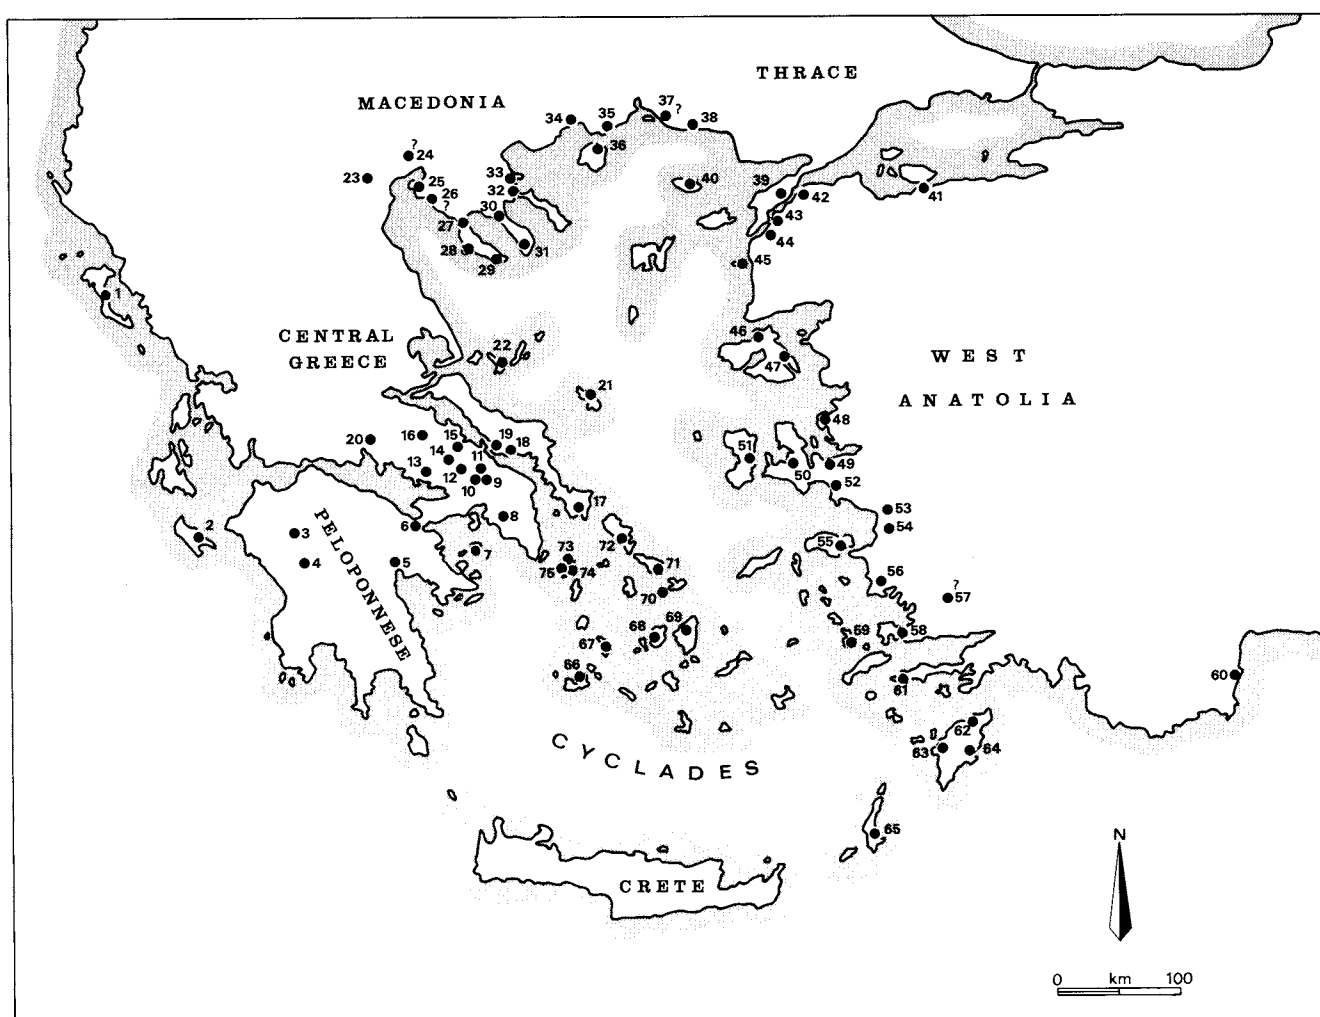 THRACE
MACEDONIA
37 ?
34 35 38
36
? 24
33
23 25 40 39 42 41
32
26 ?
30 43
27
44
28 31
29 45
1
CENTRAL
GREECE
46
22 47
WEST
ANATOLIA
21
48
16 15 19 18
20 14 11 51
13 12 50 49
10 9 52
17 53
6 8 54
2 3 72 55
PELOPONNESE
7 73
4 5 75 74 71 56
? 57
70
69
68 59 58
67
66 61 60
62
CYCLADES
63 64
65
N
CRETE
0 km 100